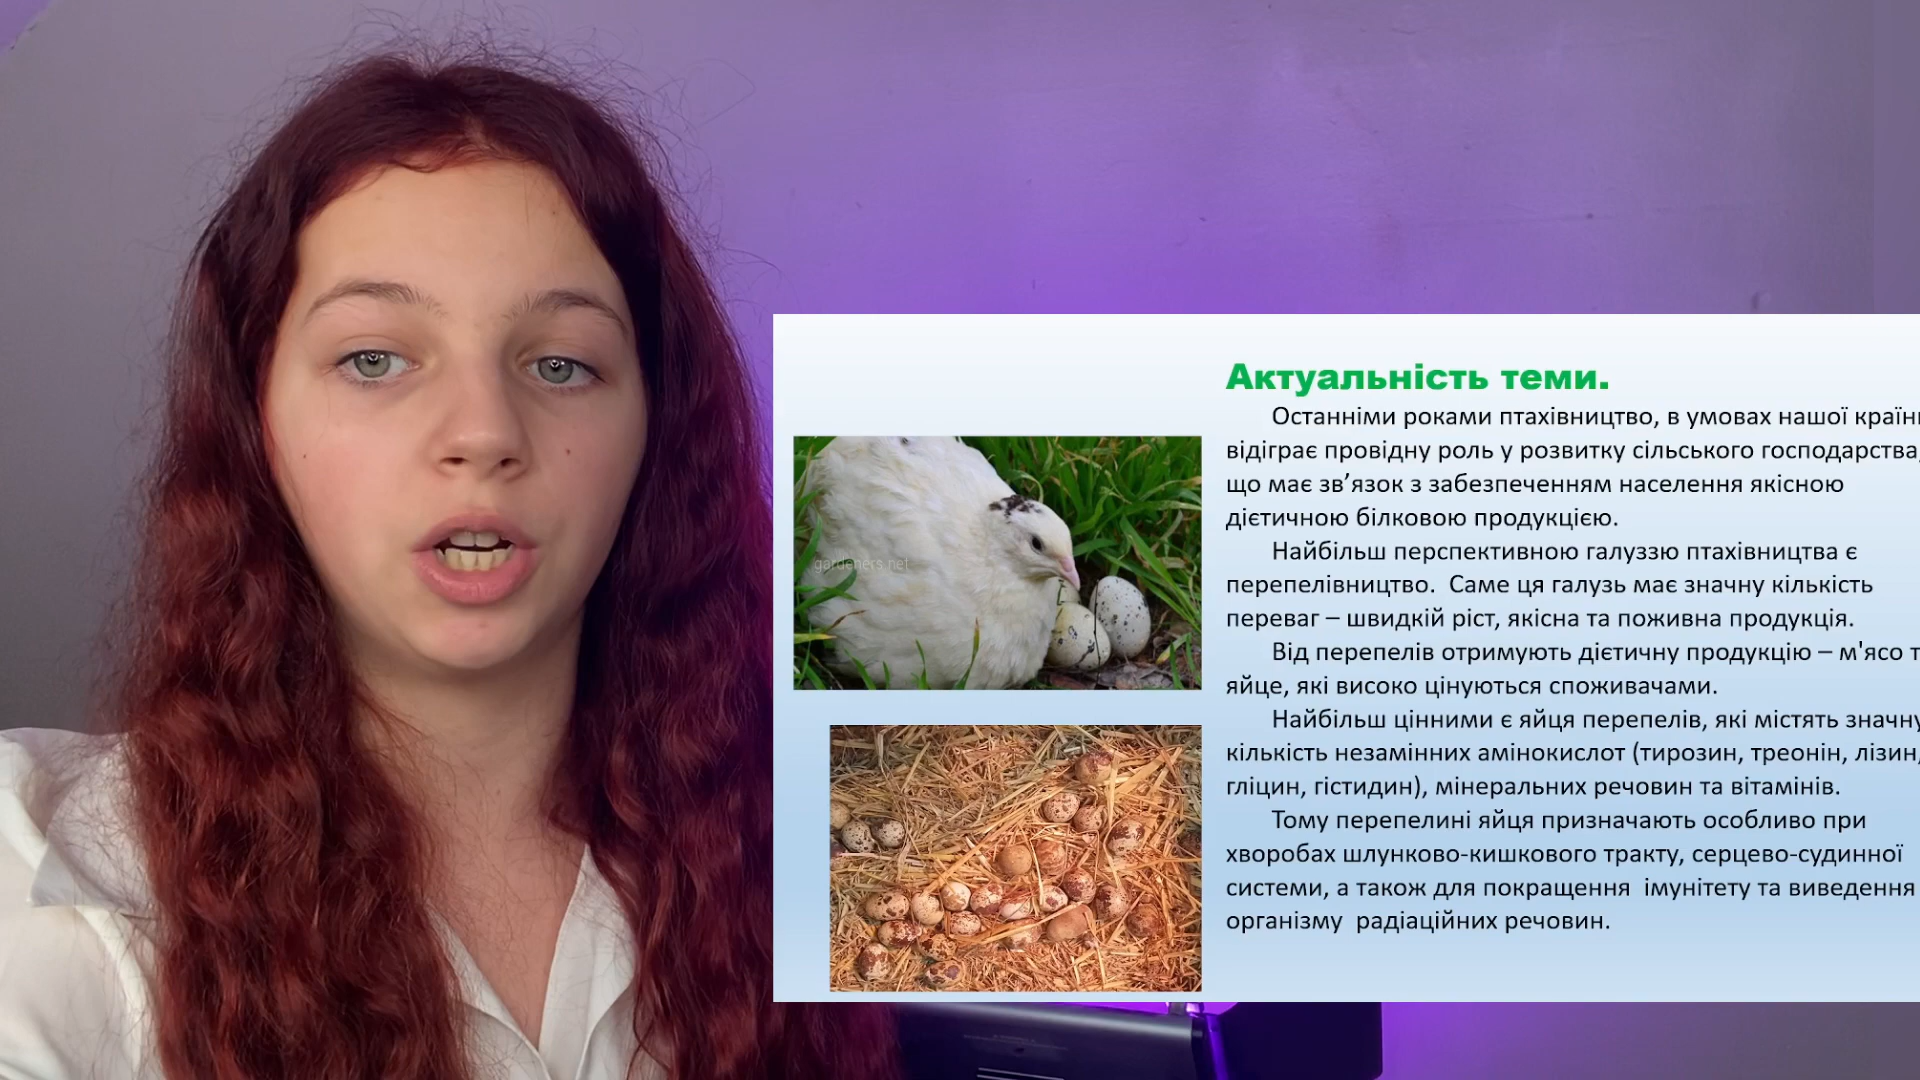 Актуальність теми.
Останніми роками птахівництво, в умовах нашої країни
відіграє провідну роль у розвитку сільського господарства,
що має зв’язок з забезпеченням населення якісною
дієтичною білковою продукцією.
Найбільш перспективною галуззю птахівництва є
перепелівництво. Саме ця галузь має значну кількість
переваг – швидкій ріст, якісна та поживна продукція.
Від перепелів отримують дієтичну продукцію – м'ясо т
яйце, які високо цінуються споживачами.
Найбільш цінними є яйця перепелів, які містять значну
кількість незамінних амінокислот (тирозин, треонін, лізин,
гліцин, гістидин), мінеральних речовин та вітамінів.
Тому перепелині яйця призначають особливо при
хворобах шлунково-кишкового тракту, серцево-судинної
системи, а також для покращення імунітету та виведення
організму радіаційних речовин.
gardeners.net